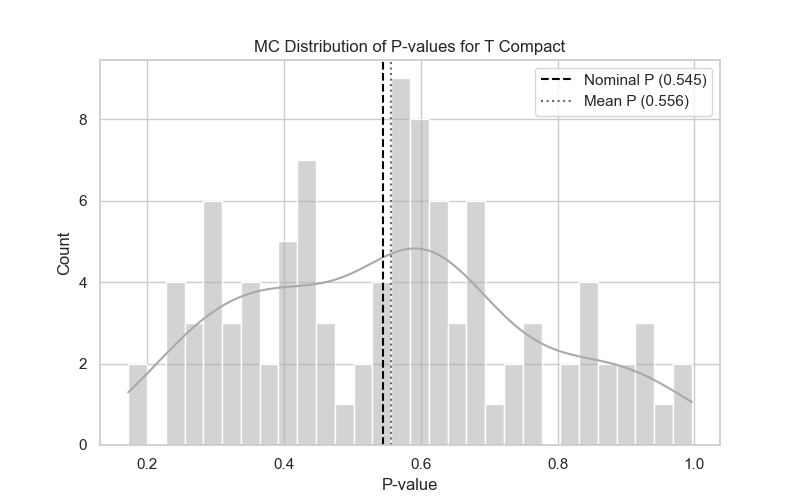 MC Distribution of P-values for T Compact
Nominal P (0.545)
Mean P (0.556)
Count
8
6
4
2
0
0.2 0.4 0.6 0.8 1.0
P-value